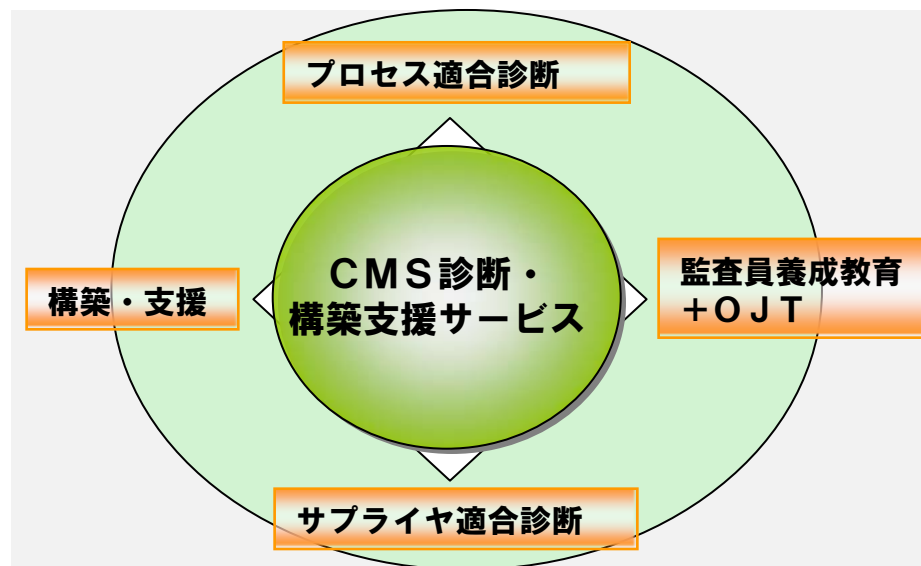 プロセス適合診断
ＣＭＳ診断・
構築支援サービス
監査員養成教育
＋ＯＪＴ
構築・支援
サプライヤ適合診断